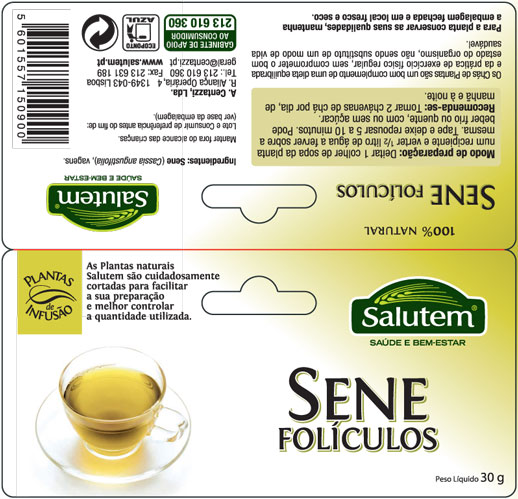 100% NATURAL
SENE FOLÍCULOS
Modo de preparação: Deitar 1 colher de sopa da planta
num recipiente e verter ½ litro de água a ferver sobre a
mesma. Tape e deixe repousar 5 a 10 minutos. Pode
beber frio ou quente, com ou sem açúcar.
Recomenda-se: Tomar 2 chávenas de chá por dia, de
manhã e à noite.
Os Chás de Plantas são um bom complemento de uma dieta equilibrada
e da prática de exercício físico regular, sem comprometer o bom
estado do organismo, não sendo substituto de um modo de vida
saudável.
Para a planta conservar as suas qualidades, mantenha
a embalagem fechada e em local fresco e seco.
Salutem®
SAÚDE E BEM-ESTAR
Ingredientes: Sene (Cassia angustifolia), vagens.
Manter fora do alcance das crianças.
Lote e Consumir de preferência antes do fim de:
(ver base da embalagem).
A. Centazzi, Lda.
R. Aliança Operária, 4 1349-043 Lisboa
Tel.: 213 610 360 Fax: 213 631 189
geral@centazzi.pt www.salutem.pt
GABINETE DE APOIO
AO CONSUMIDOR
213 610 360
ECOPONTO
AZUL
5601557150900
PLANTAS
de
INFUSÃO
As Plantas naturais
Salutem são cuidadosamente
cortadas para facilitar
a sua preparação
e melhor controlar
a quantidade utilizada.
Salutem®
SAÚDE E BEM-ESTAR
SENE
FOLÍCULOS
Peso Líquido 30 g